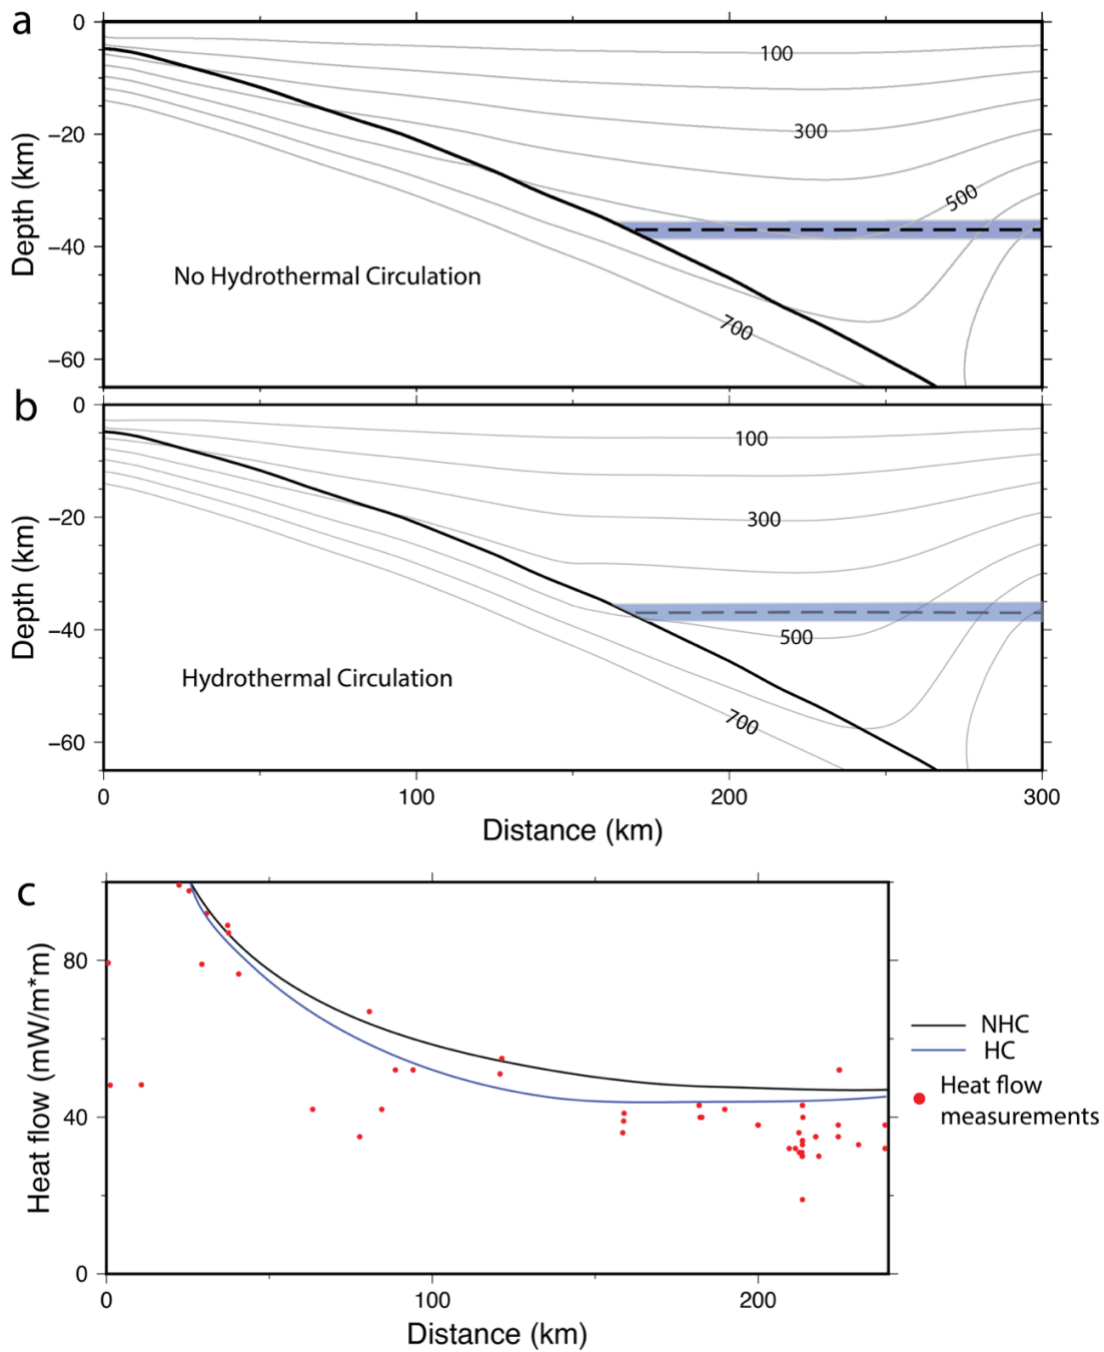 a
0
−20
−40
−60
Depth (km)
100
300
500
700
No Hydrothermal Circulation
b
0
−20
−40
−60
Depth (km)
100
300
500
700
Hydrothermal Circulation
0 100 200 300
Distance (km)
c
80
40
0
Heat flow (mW/m*m)
NHC
HC
Heat flow
measurements
0 100 200
Distance (km)